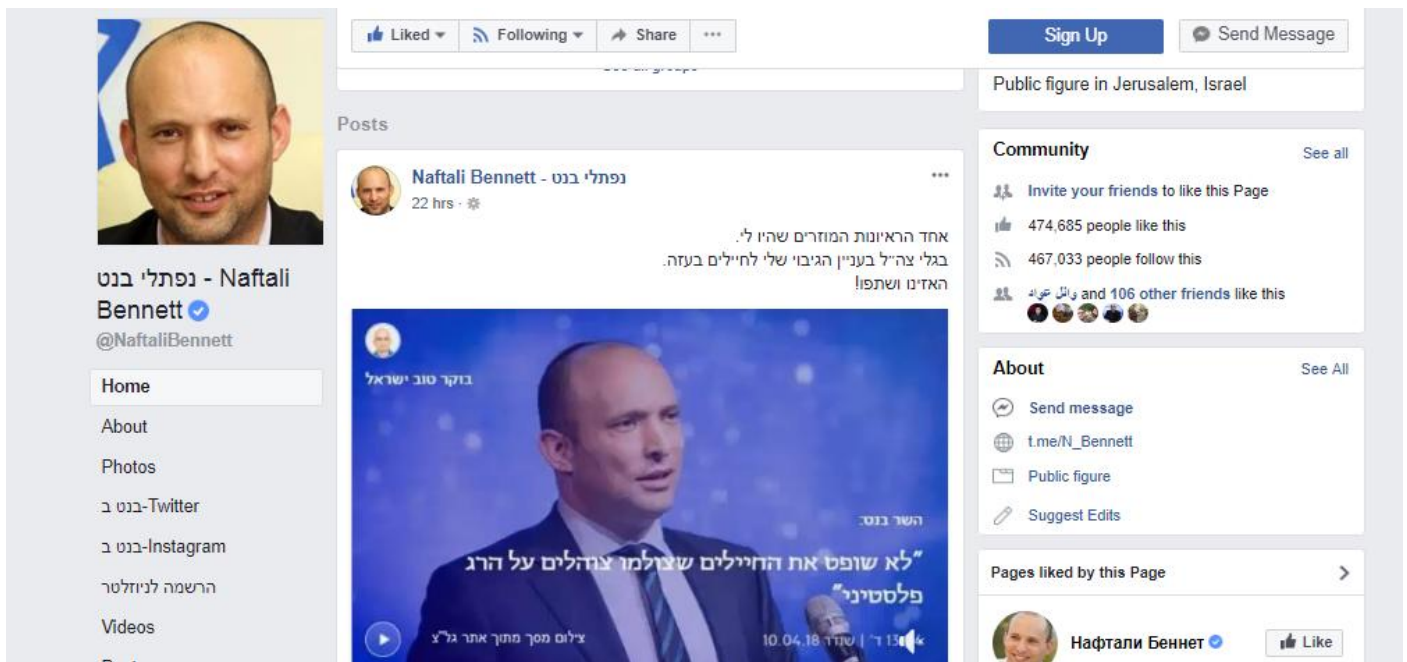 Liked
Following
Share
Sign Up
Send Message
Public figure in Jerusalem, Israel
נפתלי בנט - Naftali
Bennett
@NaftaliBennett
Home
About
Photos
בנט ב-Twitter
בנט ב-Instagram
הרשמה לניוזלטר
Videos
Posts
Naftali Bennett - נפתלי בנט
22 hrs
אחד הראיונות המוזרים שהיו לי.
בגלי צה״ל בעניין הגיבוי שלי לחיילים בעזה.
האזינו ושתפו!
בוקר טוב ישראל
השר בנט:
"לא שופט את החיילים שצולמו צוהלים על הרג
פלסטיני"
צילום מסך מתוך אתר גל"צ
שודר 10.04.18
Community
See all
Invite your friends to like this Page
474,685 people like this
467,033 people follow this
and 106 other friends like this
About
See All
Send message
t.me/N_Bennett
Public figure
Suggest Edits
Pages liked by this Page
Нафтали Беннет
Like